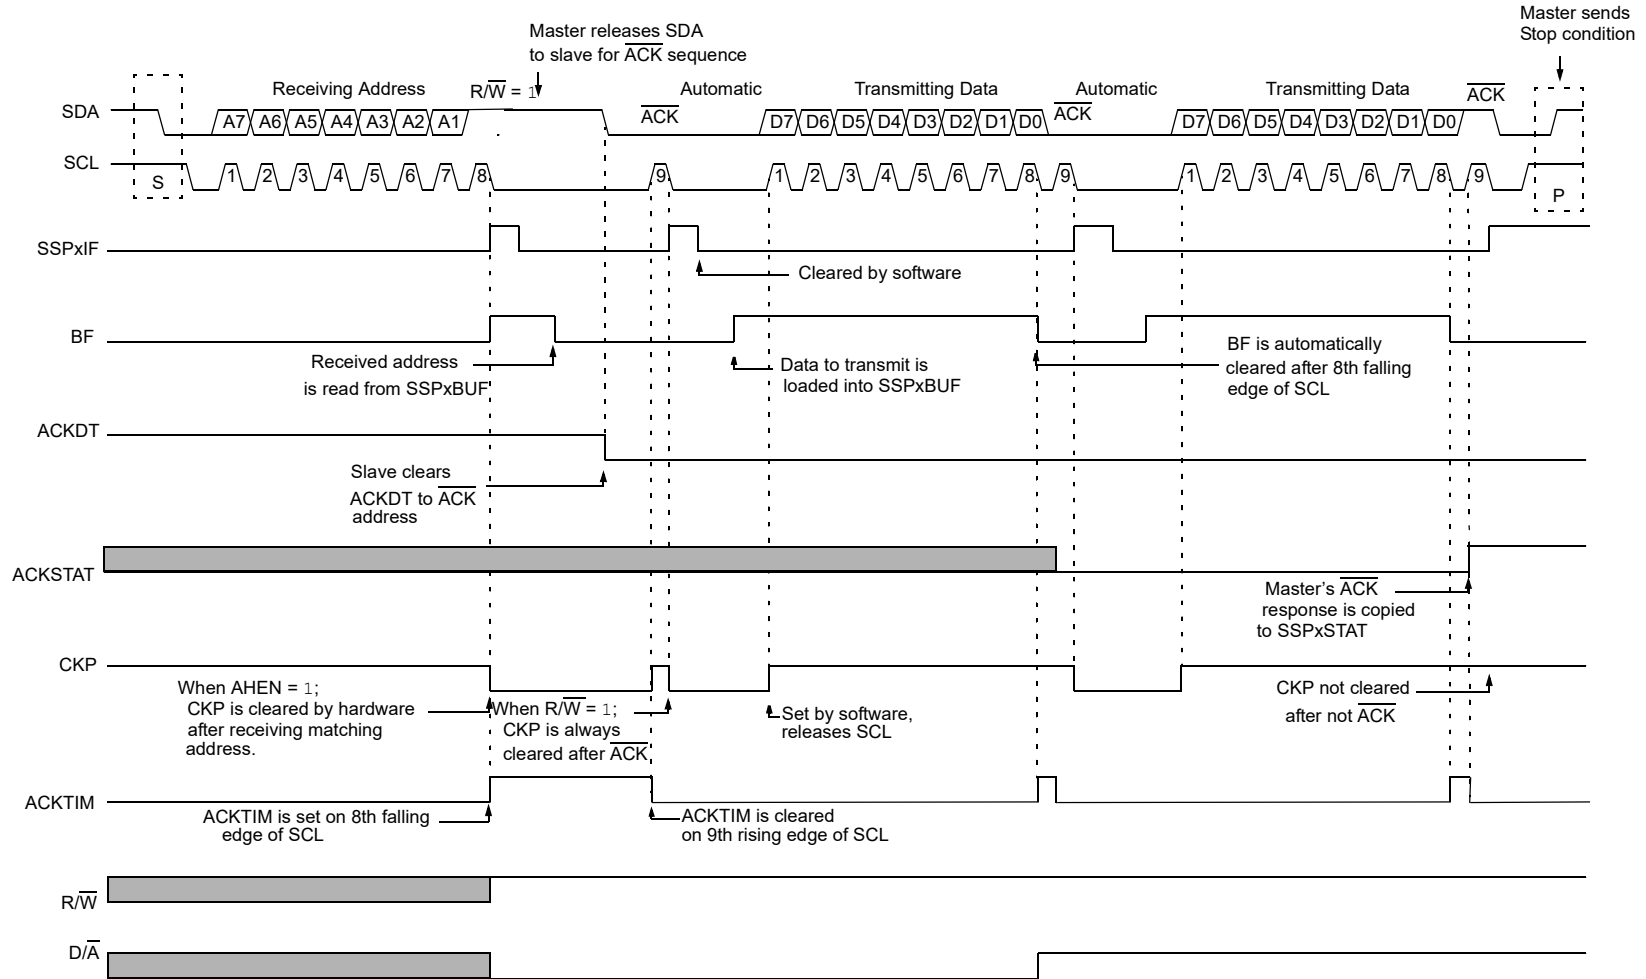 Master releases SDA
to slave for ACK sequence
Master sends
Stop condition
Receiving Address
R/W = 1
Automatic
Transmitting Data
Automatic
Transmitting Data
ACK
SDA
A7 A6 A5 A4 A3 A2 A1
ACK
D7 D6 D5 D4 D3 D2 D1 D0
ACK
D7 D6 D5 D4 D3 D2 D1 D0
SCL
S
1 2 3 4 5 6 7 8
9
1 2 3 4 5 6 7 8 9
1 2 3 4 5 6 7 8 9
P
SSPxIF
Cleared by software
BF
Received address
is read from SSPxBUF
Data to transmit is
loaded into SSPxBUF
BF is automatically
cleared after 8th falling
edge of SCL
ACKDT
Slave clears
ACKDT to ACK
address
ACKSTAT
Master's ACK
response is copied
to SSPxSTAT
CKP
When AHEN = 1;
CKP is cleared by hardware
after receiving matching
address.
When R/W = 1;
CKP is always
cleared after ACK
Set by software,
releases SCL
CKP not cleared
after not ACK
ACKTIM
ACKTIM is set on 8th falling
edge of SCL
ACKTIM is cleared
on 9th rising edge of SCL
R/W
D/A